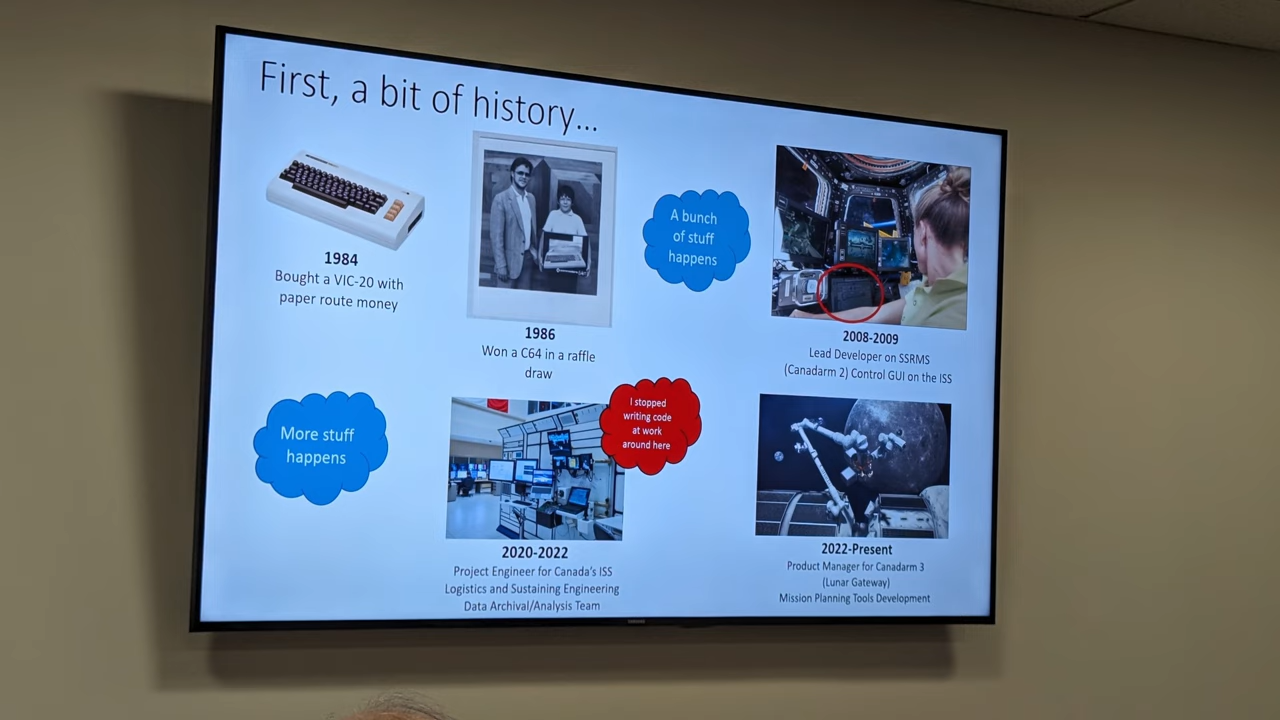 First, a bit of history...
1984
Bought a VIC-20 with
paper route money
1986
Won a C64 in a raffle
draw
A bunch
of stuff
happens
2008-2009
Lead Developer on SSRMS
(Canadarm 2) Control GUI on the ISS
More stuff
happens
2020-2022
Project Engineer for Canada's ISS
Logistics and Sustaining Engineering
Data Archival/Analysis Team
I stopped
writing code
at work
around here
2022-Present
Product Manager for Canadarm 3
(Lunar Gateway)
Mission Planning Tools Development
SAMSUNG